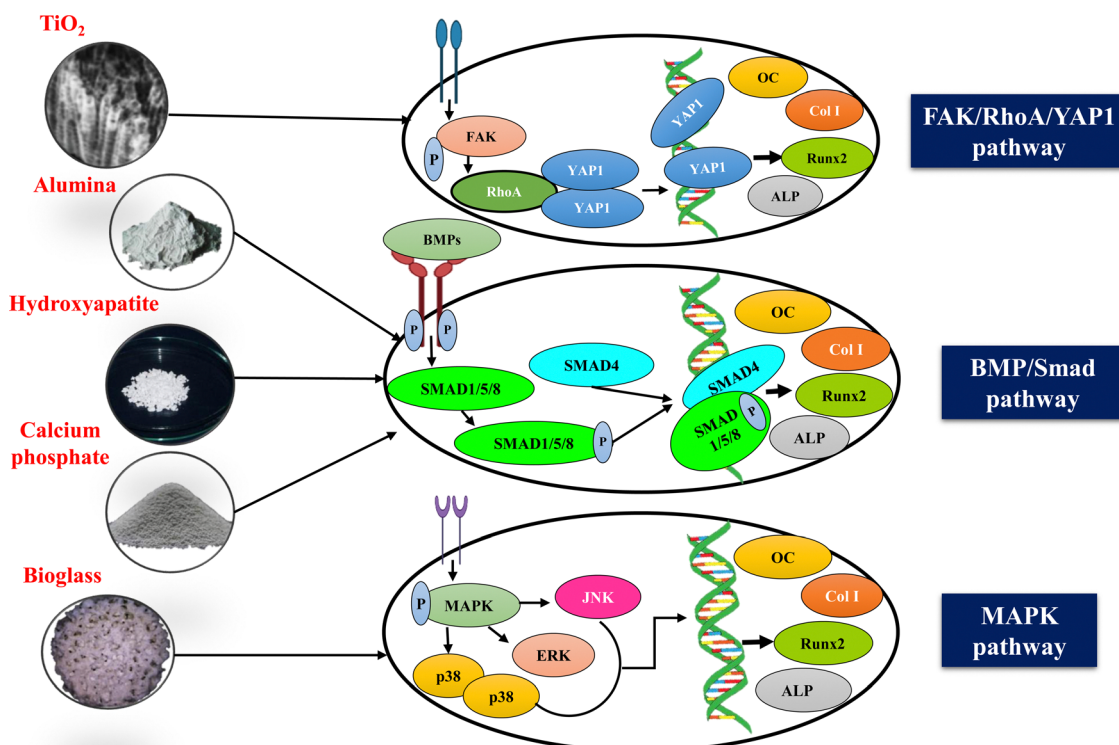 TiO₂
Alumina
Hydroxyapatite
Calcium
phosphate
Bioglass
FAK
P
RhoA
YAP1
YAP1
YAP1
YAP1
OC
Col I
Runx2
ALP
FAK/RhoA/YAP1
pathway
BMPs
P
P
SMAD1/5/8
SMAD1/5/8
P
SMAD4
SMAD4
SMAD
1/5/8
P
OC
Col I
Runx2
ALP
BMP/Smad
pathway
P
MAPK
JNK
ERK
p38
p38
OC
Col I
Runx2
ALP
MAPK
pathway